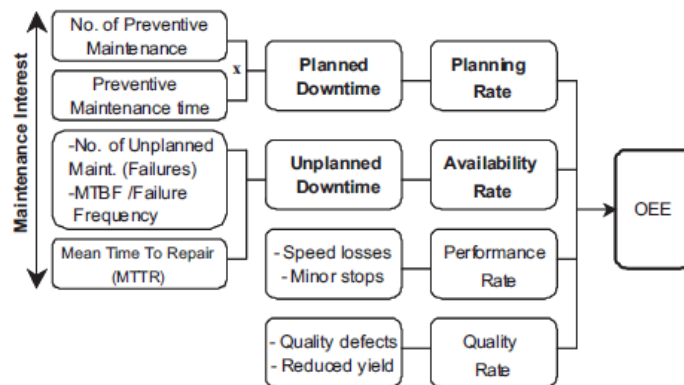 Maintenance Interest
No. of Preventive
Maintenance
x
Preventive
Maintenance time
Planned
Downtime
Planning
Rate
-No. of Unplanned
Maint. (Failures)
-MTBF /Failure
Frequency
Mean Time To Repair
(MTTR)
Unplanned
Downtime
Availability
Rate
- Speed losses
- Minor stops
Performance
Rate
- Quality defects
- Reduced yield
Quality
Rate
OEE